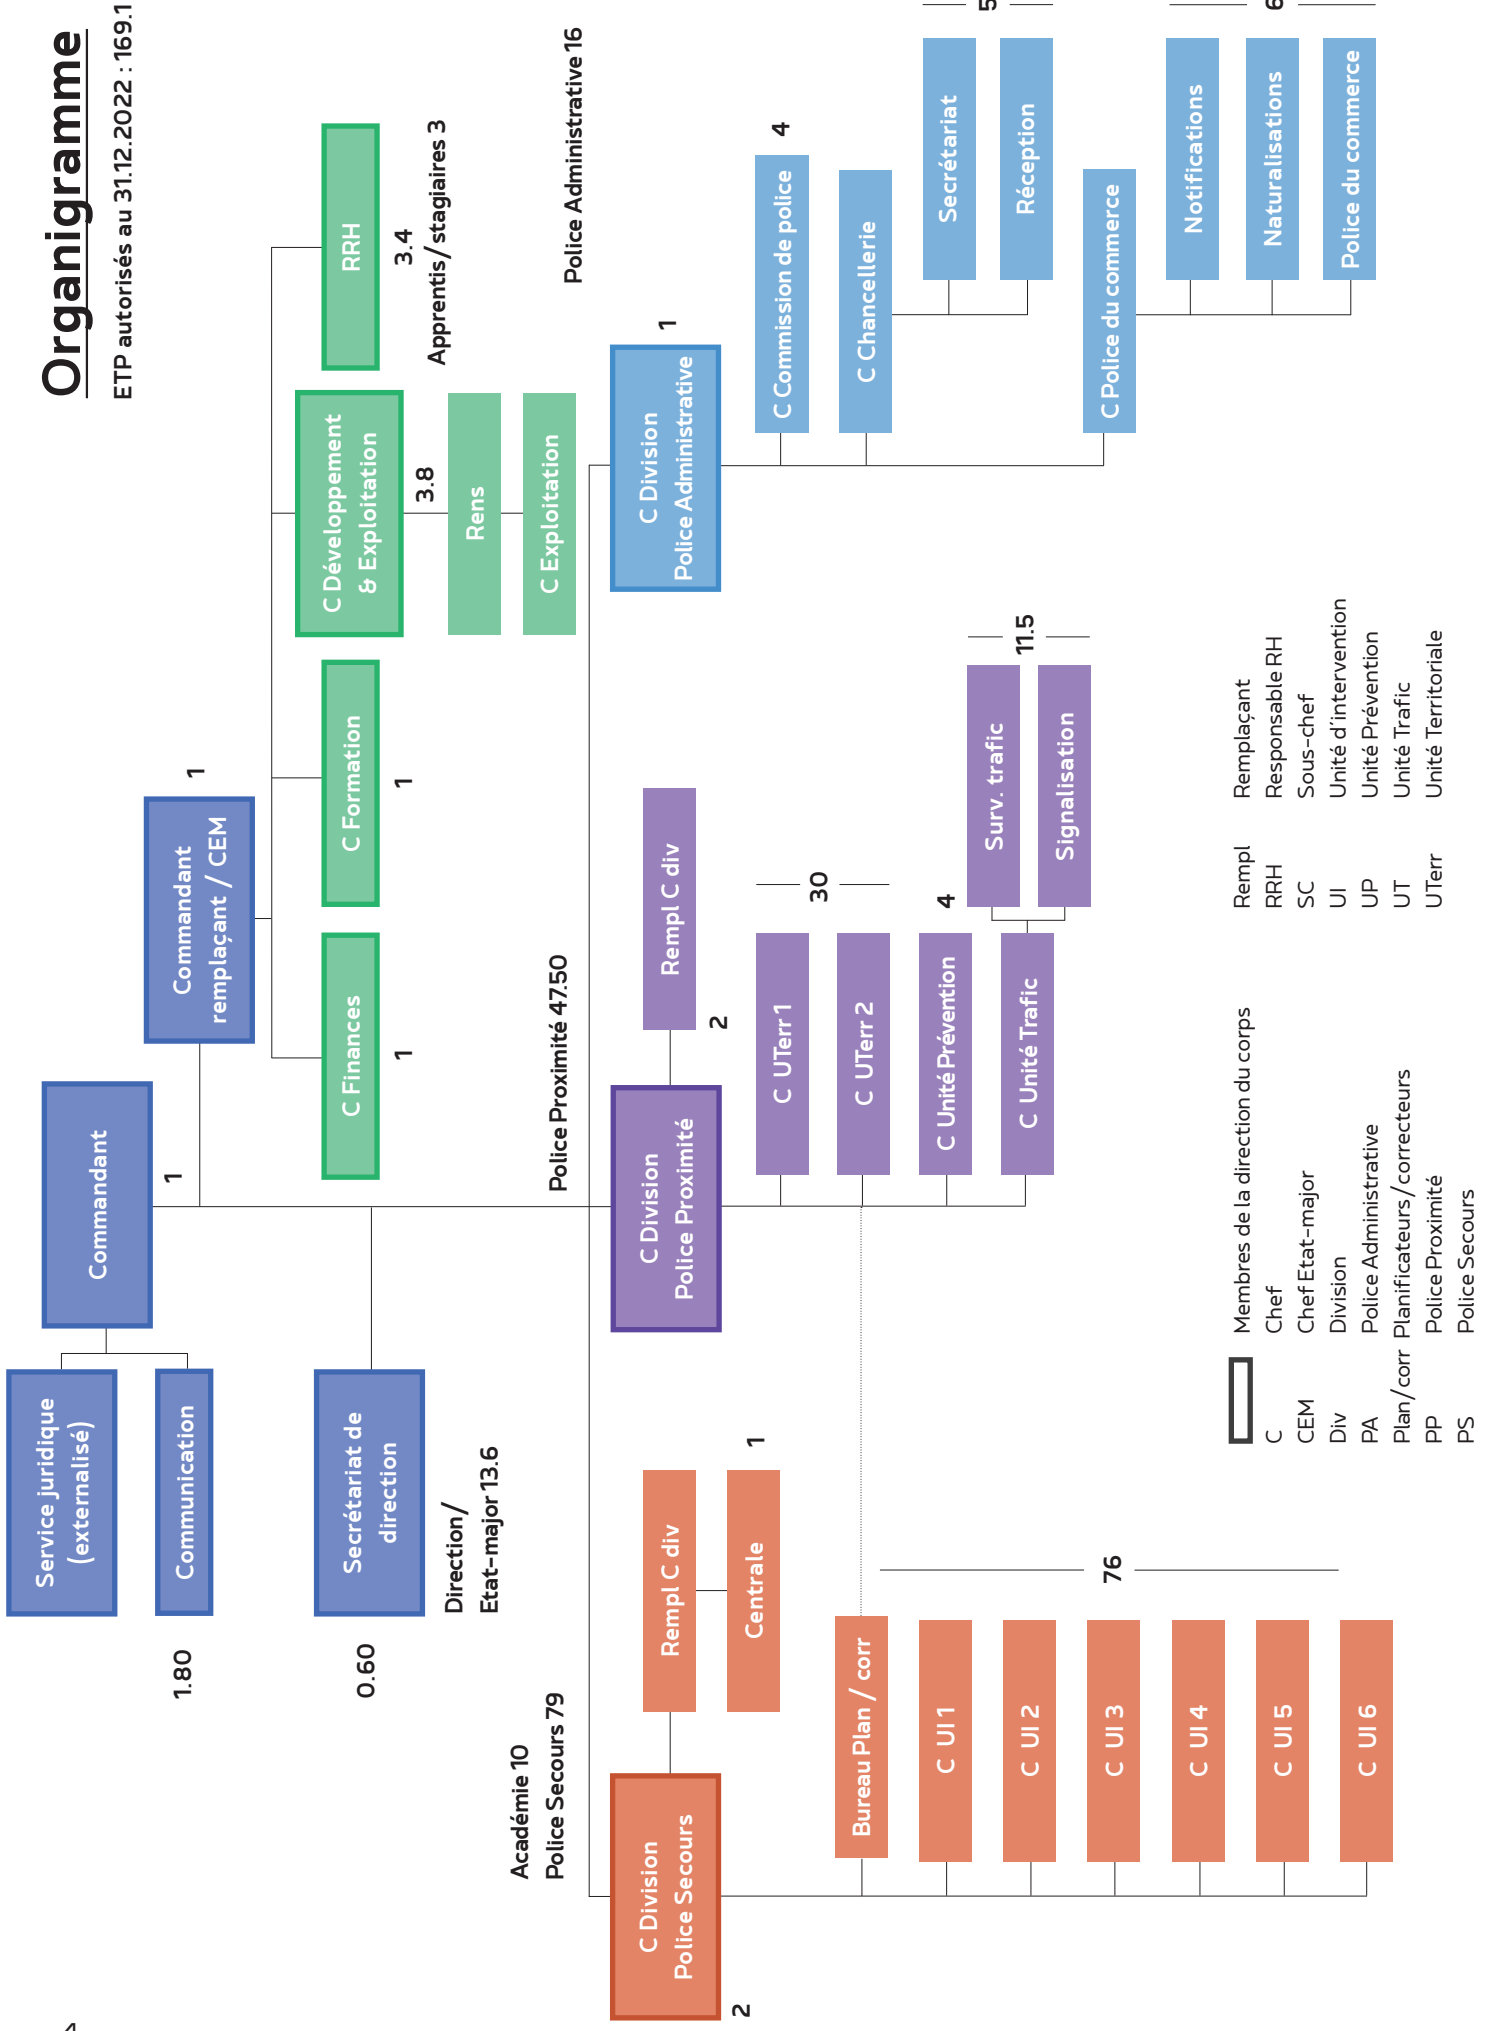 Organigramme
ETP autorisés au 31.12.2022 : 169.1
Service juridique
(externalisé)
Communication
1.80
Commandant
1
Commandant
remplaçant / CEM
1
Secrétariat de
direction
0.60
Direction/
Etat-major 13.6
C Finances
1
C Formation
1
C Développement
& Exploitation
3.8
Rens
C Exploitation
RRH
3.4
Apprentis/stagiaires 3
Académie 10
Police Secours 79
C Division
Police Secours
2
Rempl C div
Centrale
1
Bureau Plan / corr
C UI 1
C UI 2
C UI 3
C UI 4
C UI 5
C UI 6
76
Police Proximité 47.50
C Division
Police Proximité
Rempl C div
2
C UTerr 1
C UTerr 2
30
C Unité Prévention
4
C Unité Trafic
Surv. trafic
Signalisation
11.5
Police Administrative 16
C Division
Police Administrative
1
C Commission de police
4
C Chancellerie
Secrétariat
Réception
5
C Police du commerce
Notifications
Naturalisations
Police du commerce
6
Membres de la direction du corps
C Chef
CEM Chef Etat-major
Div Division
PA Police Administrative
Plan/corr Planificateurs/correcteurs
PP Police Proximité
PS Police Secours
Rempl Remplaçant
RRH Responsable RH
SC Sous-chef
UI Unité d'intervention
UP Unité Prévention
UT Unité Trafic
UTerr Unité Territoriale